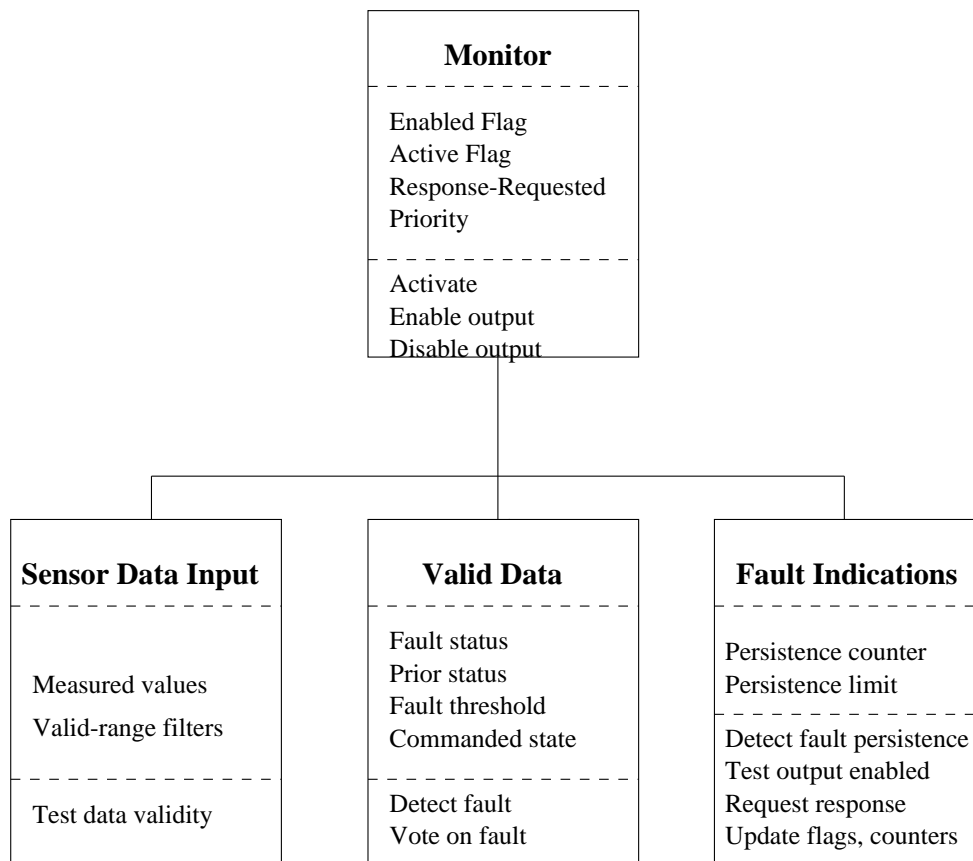 Monitor
Enabled Flag
Active Flag
Response-Requested
Priority
Activate
Enable output
Disable output
Sensor Data Input
Measured values
Valid-range filters
Test data validity
Valid Data
Fault status
Prior status
Fault threshold
Commanded state
Detect fault
Vote on fault
Fault Indications
Persistence counter
Persistence limit
Detect fault persistence
Test output enabled
Request response
Update flags, counters